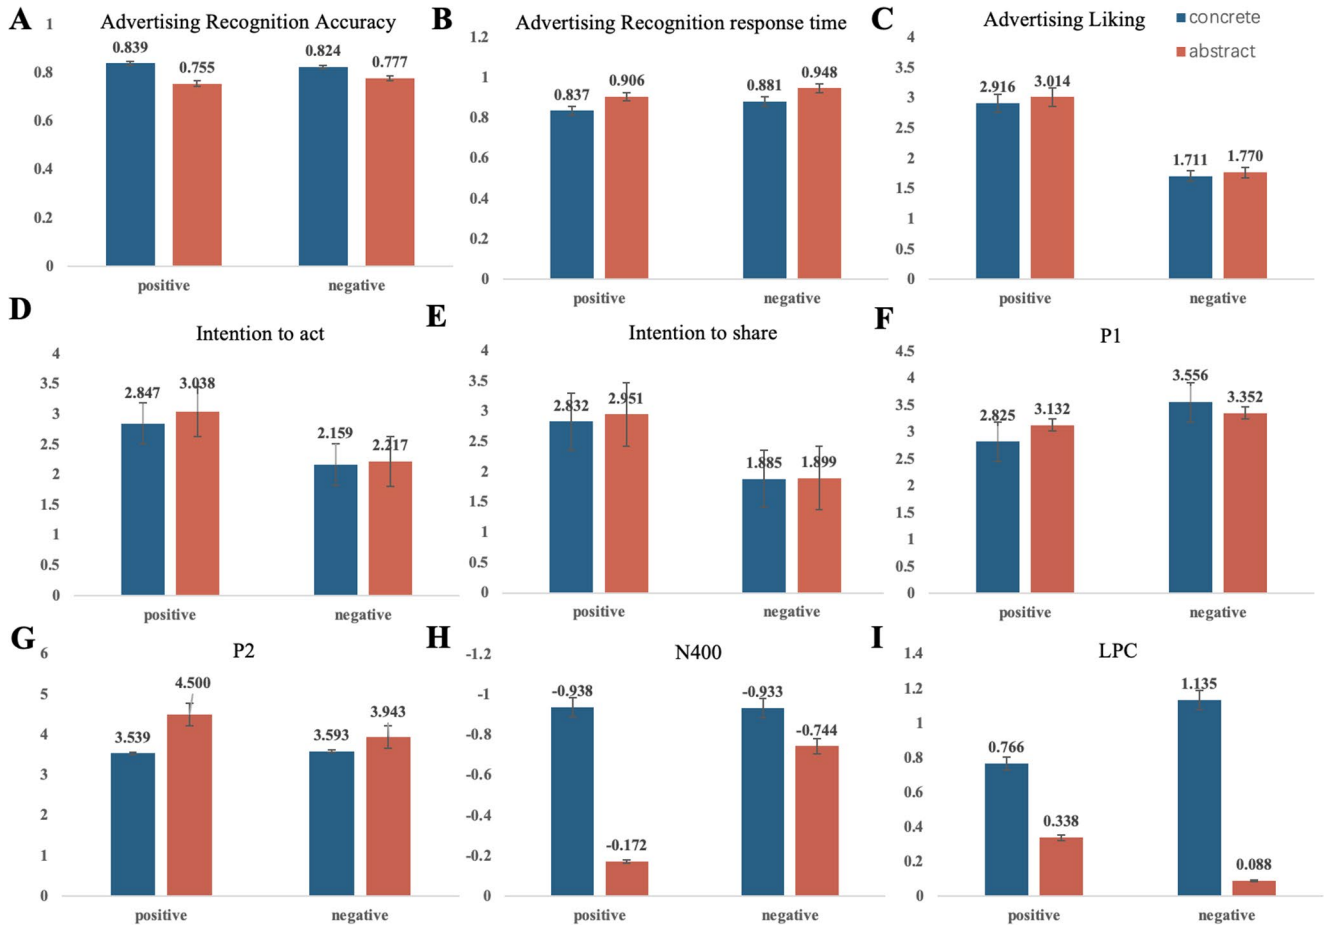 A
Advertising Recognition Accuracy
1
0.8
0.6
0.4
0.2
0
0.839
0.755
0.824
0.777
positive
negative
B
Advertising Recognition response time
1.2
1
0.8
0.6
0.4
0.2
0
0.837
0.906
0.881
0.948
positive
negative
C
Advertising Liking
concrete
abstract
4
3.5
3
2.5
2
1.5
1
0.5
0
2.916
3.014
1.711
1.770
positive
negative
D
Intention to act
4
3.5
3
2.5
2
1.5
1
0.5
0
2.847
3.038
2.159
2.217
positive
negative
E
Intention to share
4
3.5
3
2.5
2
1.5
1
0.5
0
2.832
2.951
1.885
1.899
positive
negative
F
P1
4.5
4
3.5
3
2.5
2
1.5
1
0.5
0
2.825
3.132
3.556
3.352
positive
negative
G
P2
6
5
4
3
2
1
0
3.539
4.500
3.593
3.943
positive
negative
H
N400
-1.2
-1
-0.8
-0.6
-0.4
-0.2
0
-0.938
-0.172
-0.933
-0.744
positive
negative
I
LPC
1.4
1.2
1
0.8
0.6
0.4
0.2
0
0.766
0.338
1.135
0.088
positive
negative